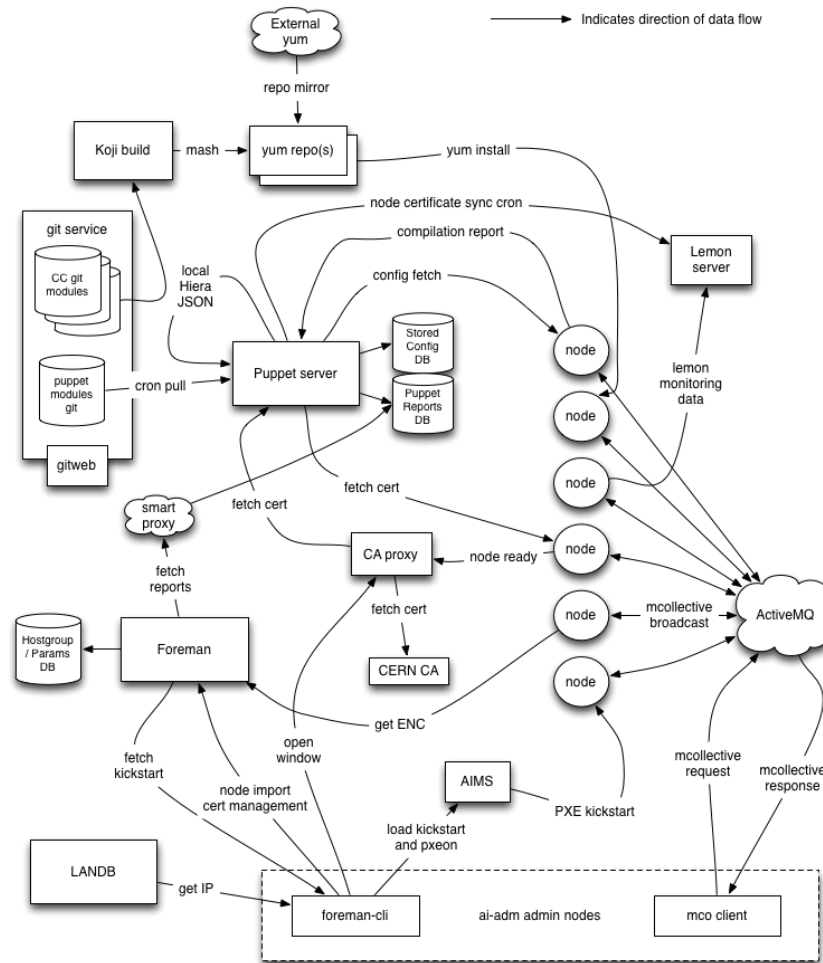 External
yum
Indicates direction of data flow
repo mirror
Koji build
mash
yum repo(s)
yum install
node certificate sync cron
git service
compilation report
Lemon
server
local
Hiera
JSON
CC git
modules
config fetch
Stored
Config
DB
node
Puppet server
lemon
monitoring
data
puppet
modules
git
cron pull
Puppet
Reports
DB
node
gitweb
fetch cert
fetch cert
node
smart
proxy
CA proxy
node ready
node
fetch
reports
fetch cert
node
mcollective
broadcast
ActiveMQ
Hostgroup
/ Params
DB
Foreman
CERN CA
node
get ENC
fetch
kickstart
open
window
node import
cert management
AIMS
PXE kickstart
mcollective
request
mcollective
response
load kickstart
and pxeon
LANDB
get IP
foreman-cli
ai-adm admin nodes
mco client